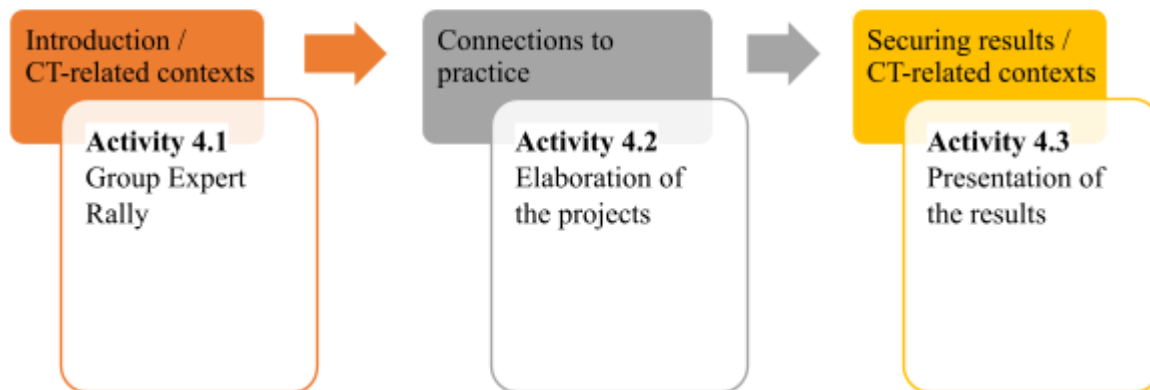 Introduction /
CT-related contexts
Activity 4.1
Group Expert
Rally
Connections to
practice
Activity 4.2
Elaboration of
the projects
Securing results /
CT-related contexts
Activity 4.3
Presentation of
the results